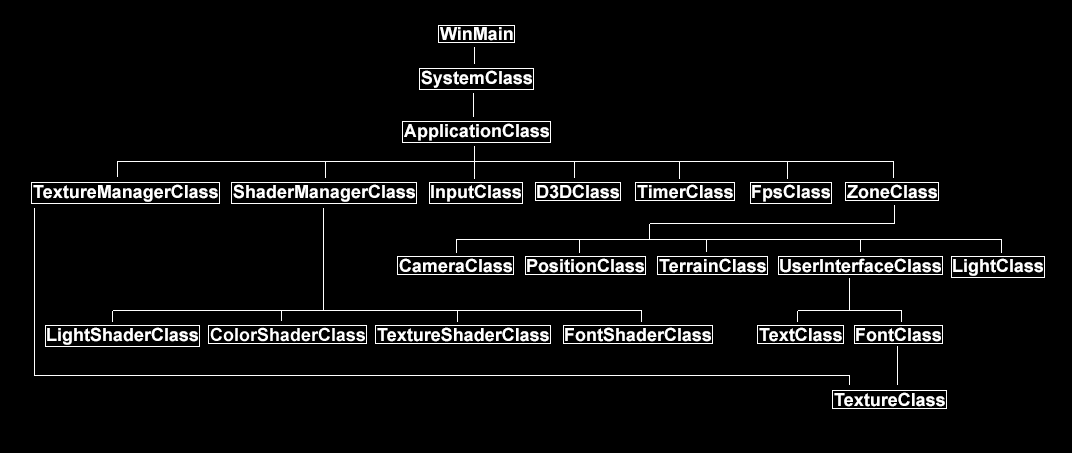 WinMain
SystemClass
ApplicationClass
TextureManagerClass ShaderManagerClass InputClass D3DClass TimerClass FpsClass ZoneClass
CameraClass PositionClass TerrainClass UserInterfaceClass LightClass
LightShaderClass ColorShaderClass TextureShaderClass FontShaderClass TextClass FontClass
TextureClass